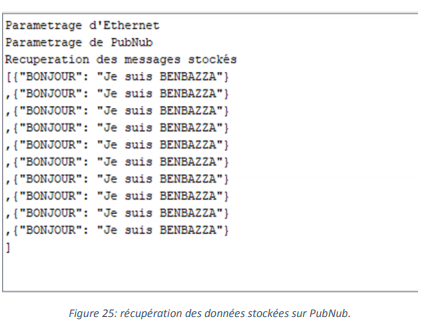 Parametrage d'Ethernet
Parametrage de PubNub
Recuperation des messages stockés
[{"BONJOUR": "Je suis BENBAZZA"}
,{"BONJOUR": "Je suis BENBAZZA"}
,{"BONJOUR": "Je suis BENBAZZA"}
,{"BONJOUR": "Je suis BENBAZZA"}
,{"BONJOUR": "Je suis BENBAZZA"}
,{"BONJOUR": "Je suis BENBAZZA"}
,{"BONJOUR": "Je suis BENBAZZA"}
,{"BONJOUR": "Je suis BENBAZZA"}
,{"BONJOUR": "Je suis BENBAZZA"}
,{"BONJOUR": "Je suis BENBAZZA"}
]
Figure 25: récupération des données stockées sur PubNub.